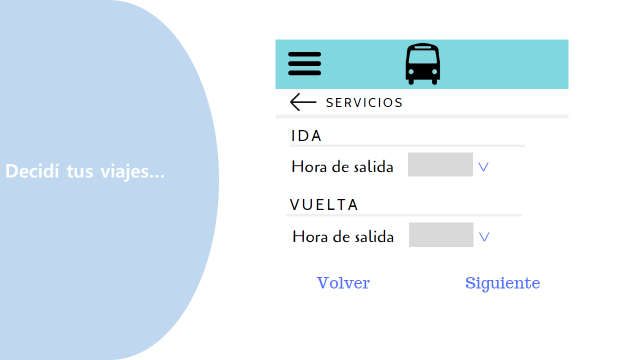 Decidí tus viajes...
SERVICIOS
IDA
Hora de salida
VUELTA
Hora de salida
Volver Siguiente